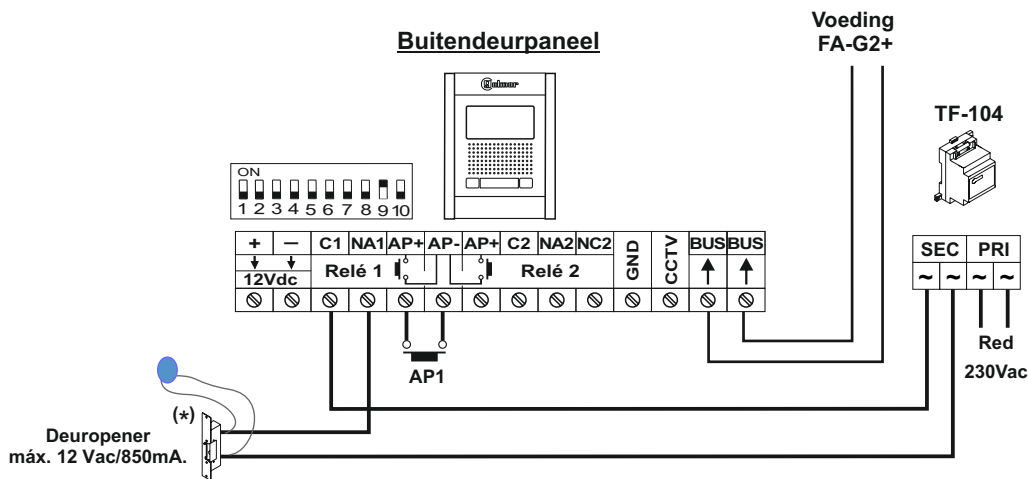 Buitendeurpaneel
Voeding
FA-G2+
TF-104
Golmar
ON
1 2 3 4 5 6 7 8 9 10
+ — C1 NA1 AP+ AP- AP+ C2 NA2 NC2 GND CCTV BUS BUS
12Vdc Relé 1 Relé 2
SEC PRI
~ ~ ~ ~
Red
230Vac
AP1
(*)
Deuropener
máx. 12 Vac/850mA.